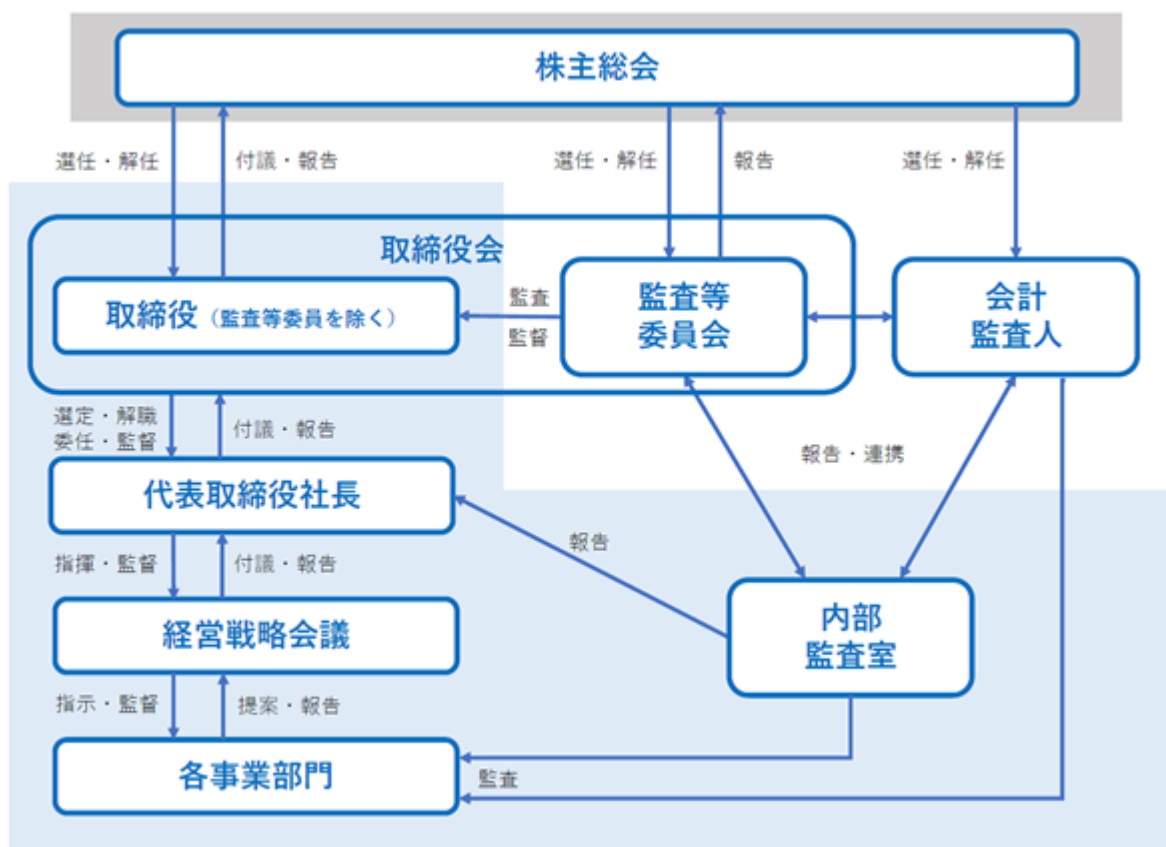 株主総会
選任・解任
付議・報告
選任・解任
報告
選任・解任
取締役会
取締役（監査等委員を除く）
監査
監督
監査等
委員会
会計
監査人
選定・解職
委任・監督
付議・報告
報告・連携
代表取締役社長
指揮・監督
付議・報告
報告
経営戦略会議
内部
監査室
指示・監督
提案・報告
各事業部門
監査